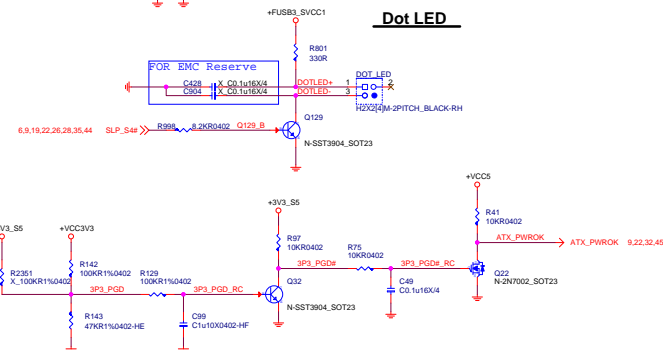 Dot LED
+FUSB3_SVCC1
R801
330R
FOR EMC Reserve
C428 X_C0.1u16X/4
C904 X_C0.1u16X/4
DOTLED+ 1
DOTLED- 3
DOT_LED
2
H2X2[4]M-2PITCH_BLACK-RH
6,9,19,22,26,28,35,44 SLP_S4#
R998 8.2KR0402 Q129_B
Q129
N-SST3904_SOT23
V3_S5
R2351
X_100KR1%0402
+VCC3V3
R142
100KR1%0402
3P3_PGD
R143
47KR1%0402-HE
R129
100KR1%0402
3P3_PGD_RC
C99
C1u10X0402-HF
+3V3_S5
R97
10KR0402
3P3_PGD#
Q32
N-SST3904_SOT23
R75
10KR0402
3P3_PGD#_RC
C49
C0.1u16X/4
+VCC5
R41
10KR0402
ATX_PWROK
ATX_PWROK 9,22,32,45
Q22
N-2N7002_SOT23